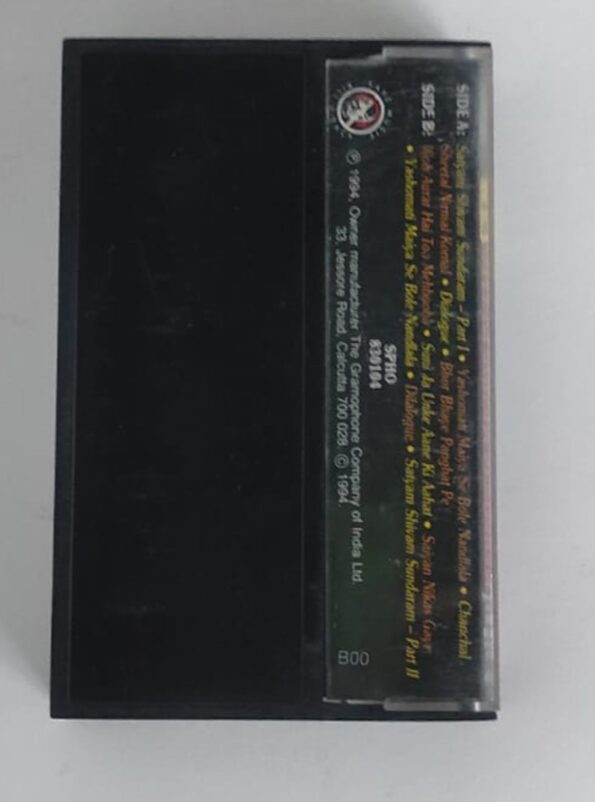 SIDE A: Satyam Shivam Sundaram - Part I • Yashomati Maiya Se Bole Nandlala • Chanchal
Sheetal Nirmal Komal • Dialogue • Bhor Bhaye Panghat Pe
SIDE B: Woh Aurat Hai Too Mehbooba • Suni Jo Unke Aane Ki Aahat • Saiyan Nikas Gaye
• Yashomati Maiya Se Bole Nandlala • Dialogue • Satyam Shivam Sundaram - Part II
SPHO
830104
℗ 1994, Owner manufacturer The Gramophone Company of India Ltd.
33, Jessore Road, Calcutta 700 028 © 1994.
B00